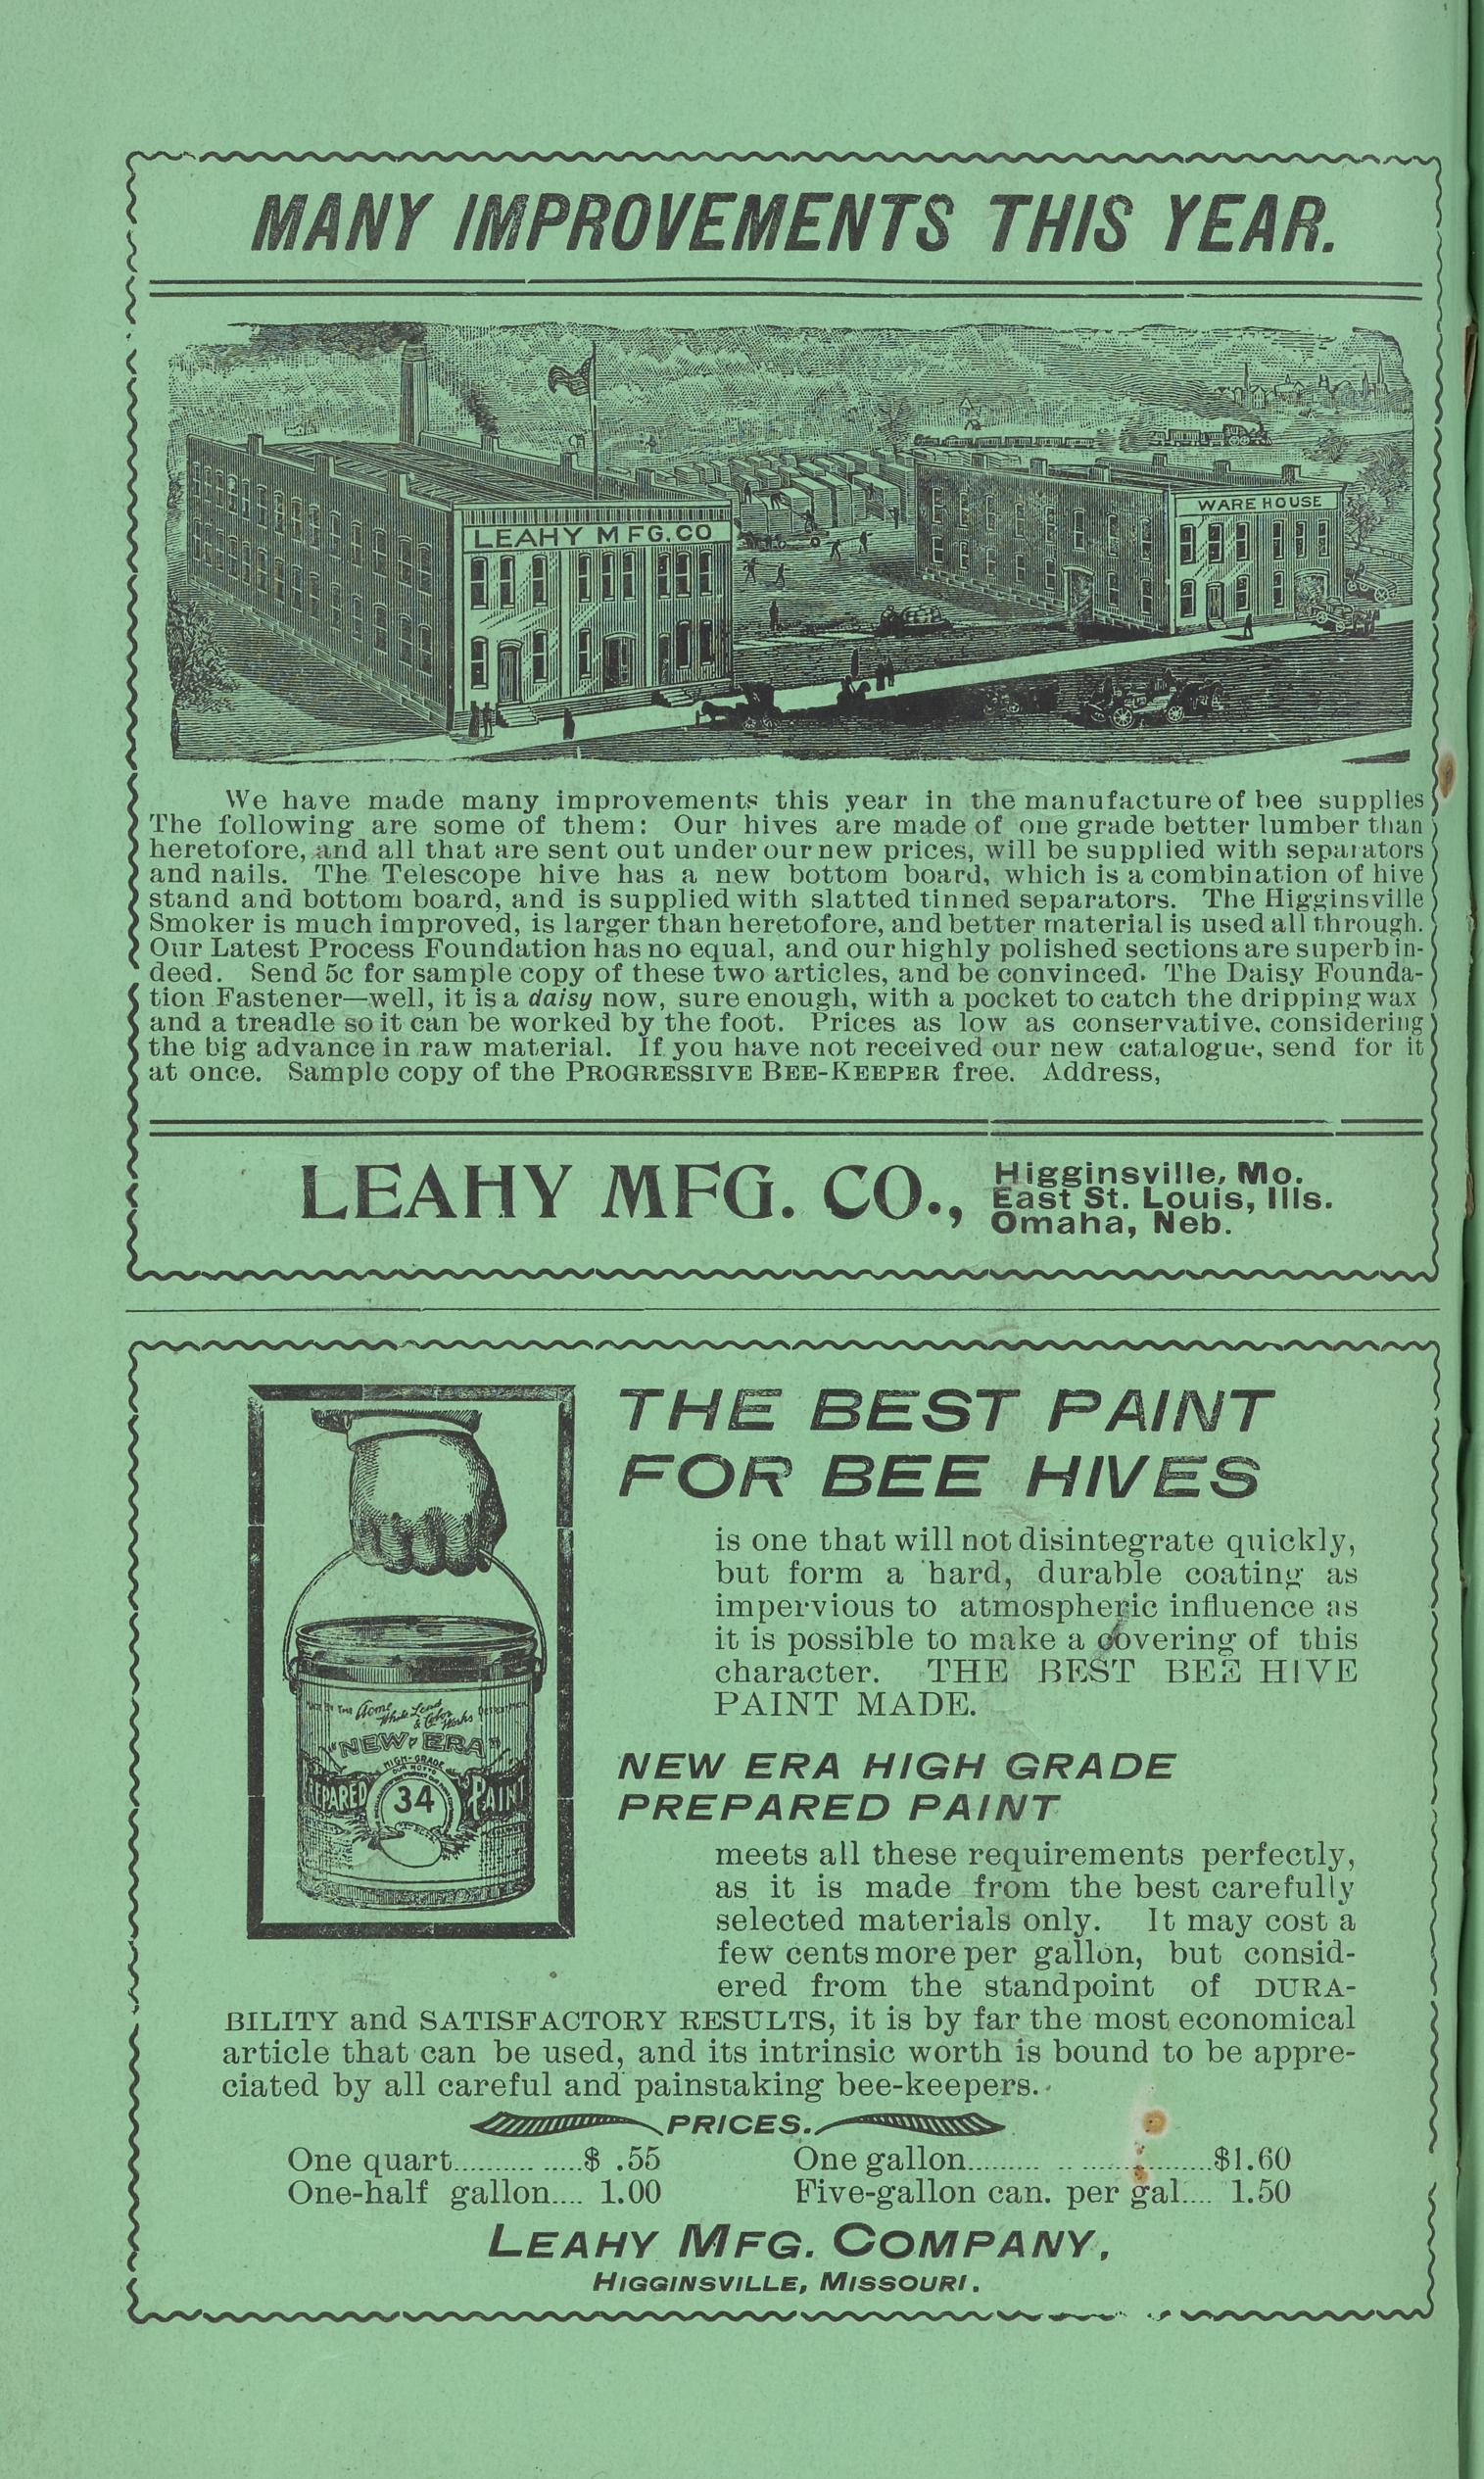 MANY IMPROVEMENTS THIS YEAR.
LEAHY MFG.CO
WARE HOUSE
We have made many improvements this year in the manufacture of bee supplies
The following are some of them: Our hives are made of one grade better lumber than
heretofore, and all that are sent out under our new prices, will be supplied with separators
and nails. The Telescope hive has a new bottom board, which is a combination of hive
stand and bottom board, and is supplied with slatted tinned separators. The Higginsville
Smoker is much improved, is larger than heretofore, and better material is used all through.
Our Latest Process Foundation has no equal, and our highly polished sections are superb in-
deed. Send 5c for sample copy of these two articles, and be convinced. The Daisy Founda-
tion Fastener—well, it is a daisy now, sure enough, with a pocket to catch the dripping wax
and a treadle so it can be worked by the foot. Prices as low as conservative, considering
the big advance in raw material. If you have not received our new catalogue, send for it
at once. Sample copy of the PROGRESSIVE BEE-KEEPER free. Address,
LEAHY MFG. CO.,
Higginsville, Mo.
East St. Louis, Ills.
Omaha, Neb.
THE BEST PAINT
FOR BEE HIVES
is one that will not disintegrate quickly,
but form a hard, durable coating as
impervious to atmospheric influence as
it is possible to make a covering of this
character. THE BEST BEE HIVE
PAINT MADE.
Acme
White Lead
& Color
Works
"NEW ERA"
HIGH-GRADE
OUR MOTTO
PREPARED 34 PAINT
NEW ERA HIGH GRADE
PREPARED PAINT
meets all these requirements perfectly,
as it is made from the best carefully
selected materials only. It may cost a
few cents more per gallon, but consid-
ered from the standpoint of DURA-
BILITY and SATISFACTORY RESULTS, it is by far the most economical
article that can be used, and its intrinsic worth is bound to be appre-
ciated by all careful and painstaking bee-keepers.
PRICES.
One quart................$ .55 One gallon......................$1.60
One-half gallon.... 1.00 Five-gallon can. per gal.... 1.50
LEAHY MFG. COMPANY,
HIGGINSVILLE, MISSOURI.